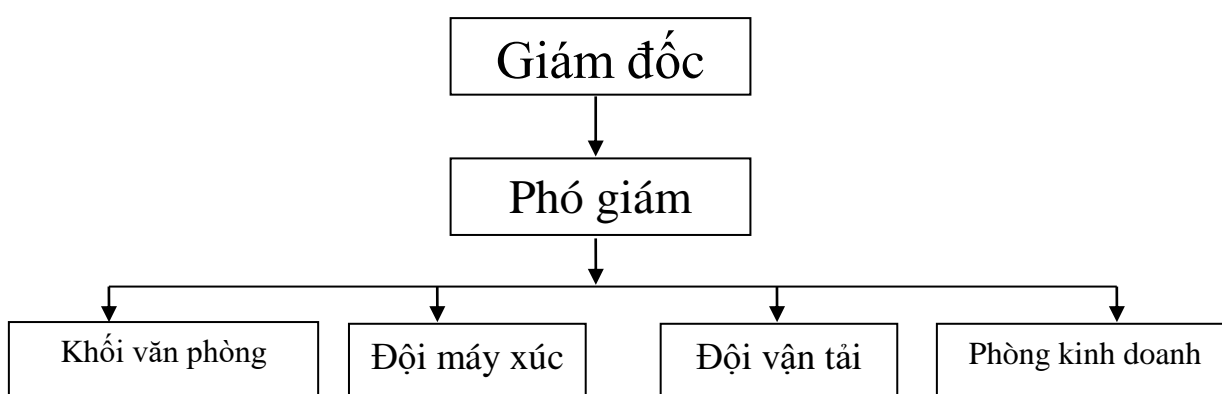 Giám đốc
Phó giám
Khối văn phòng
Đội máy xúc
Đội vận tải
Phòng kinh doanh